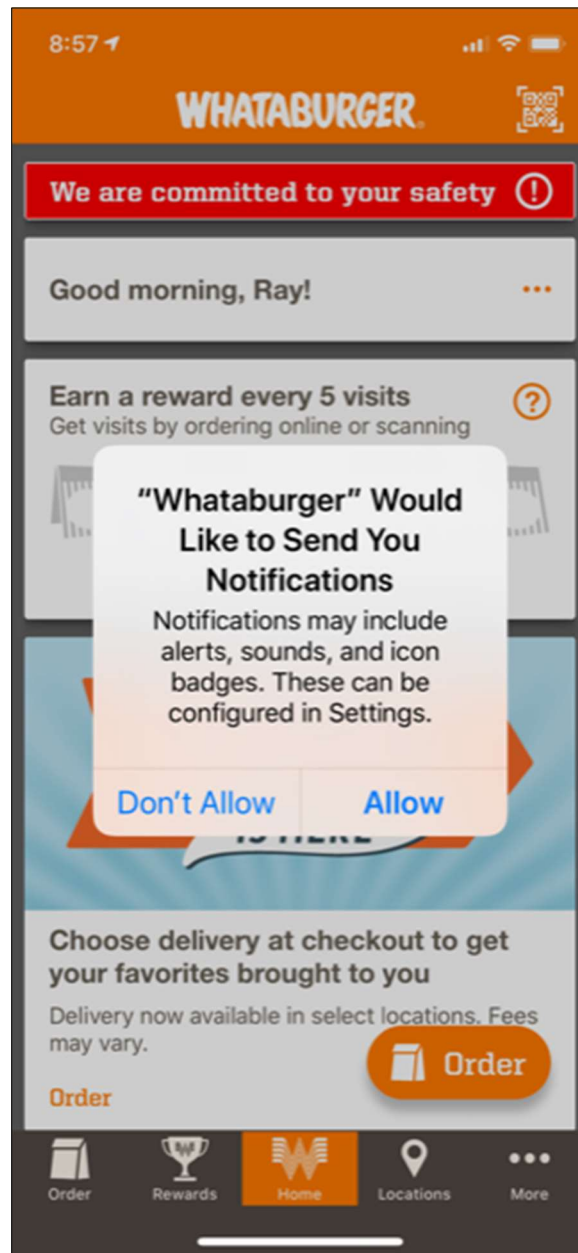 8:57
WHATABURGER®
We are committed to your safety
Good morning, Ray!
Earn a reward every 5 visits
Get visits by ordering online or scanning
“Whataburger” Would
Like to Send You
Notifications
Notifications may include
alerts, sounds, and icon
badges. These can be
configured in Settings.
Don’t Allow
Allow
IS HERE
Choose delivery at checkout to get
your favorites brought to you
Delivery now available in select locations. Fees
may vary.
Order
Order
Order
Rewards
Home
Locations
More